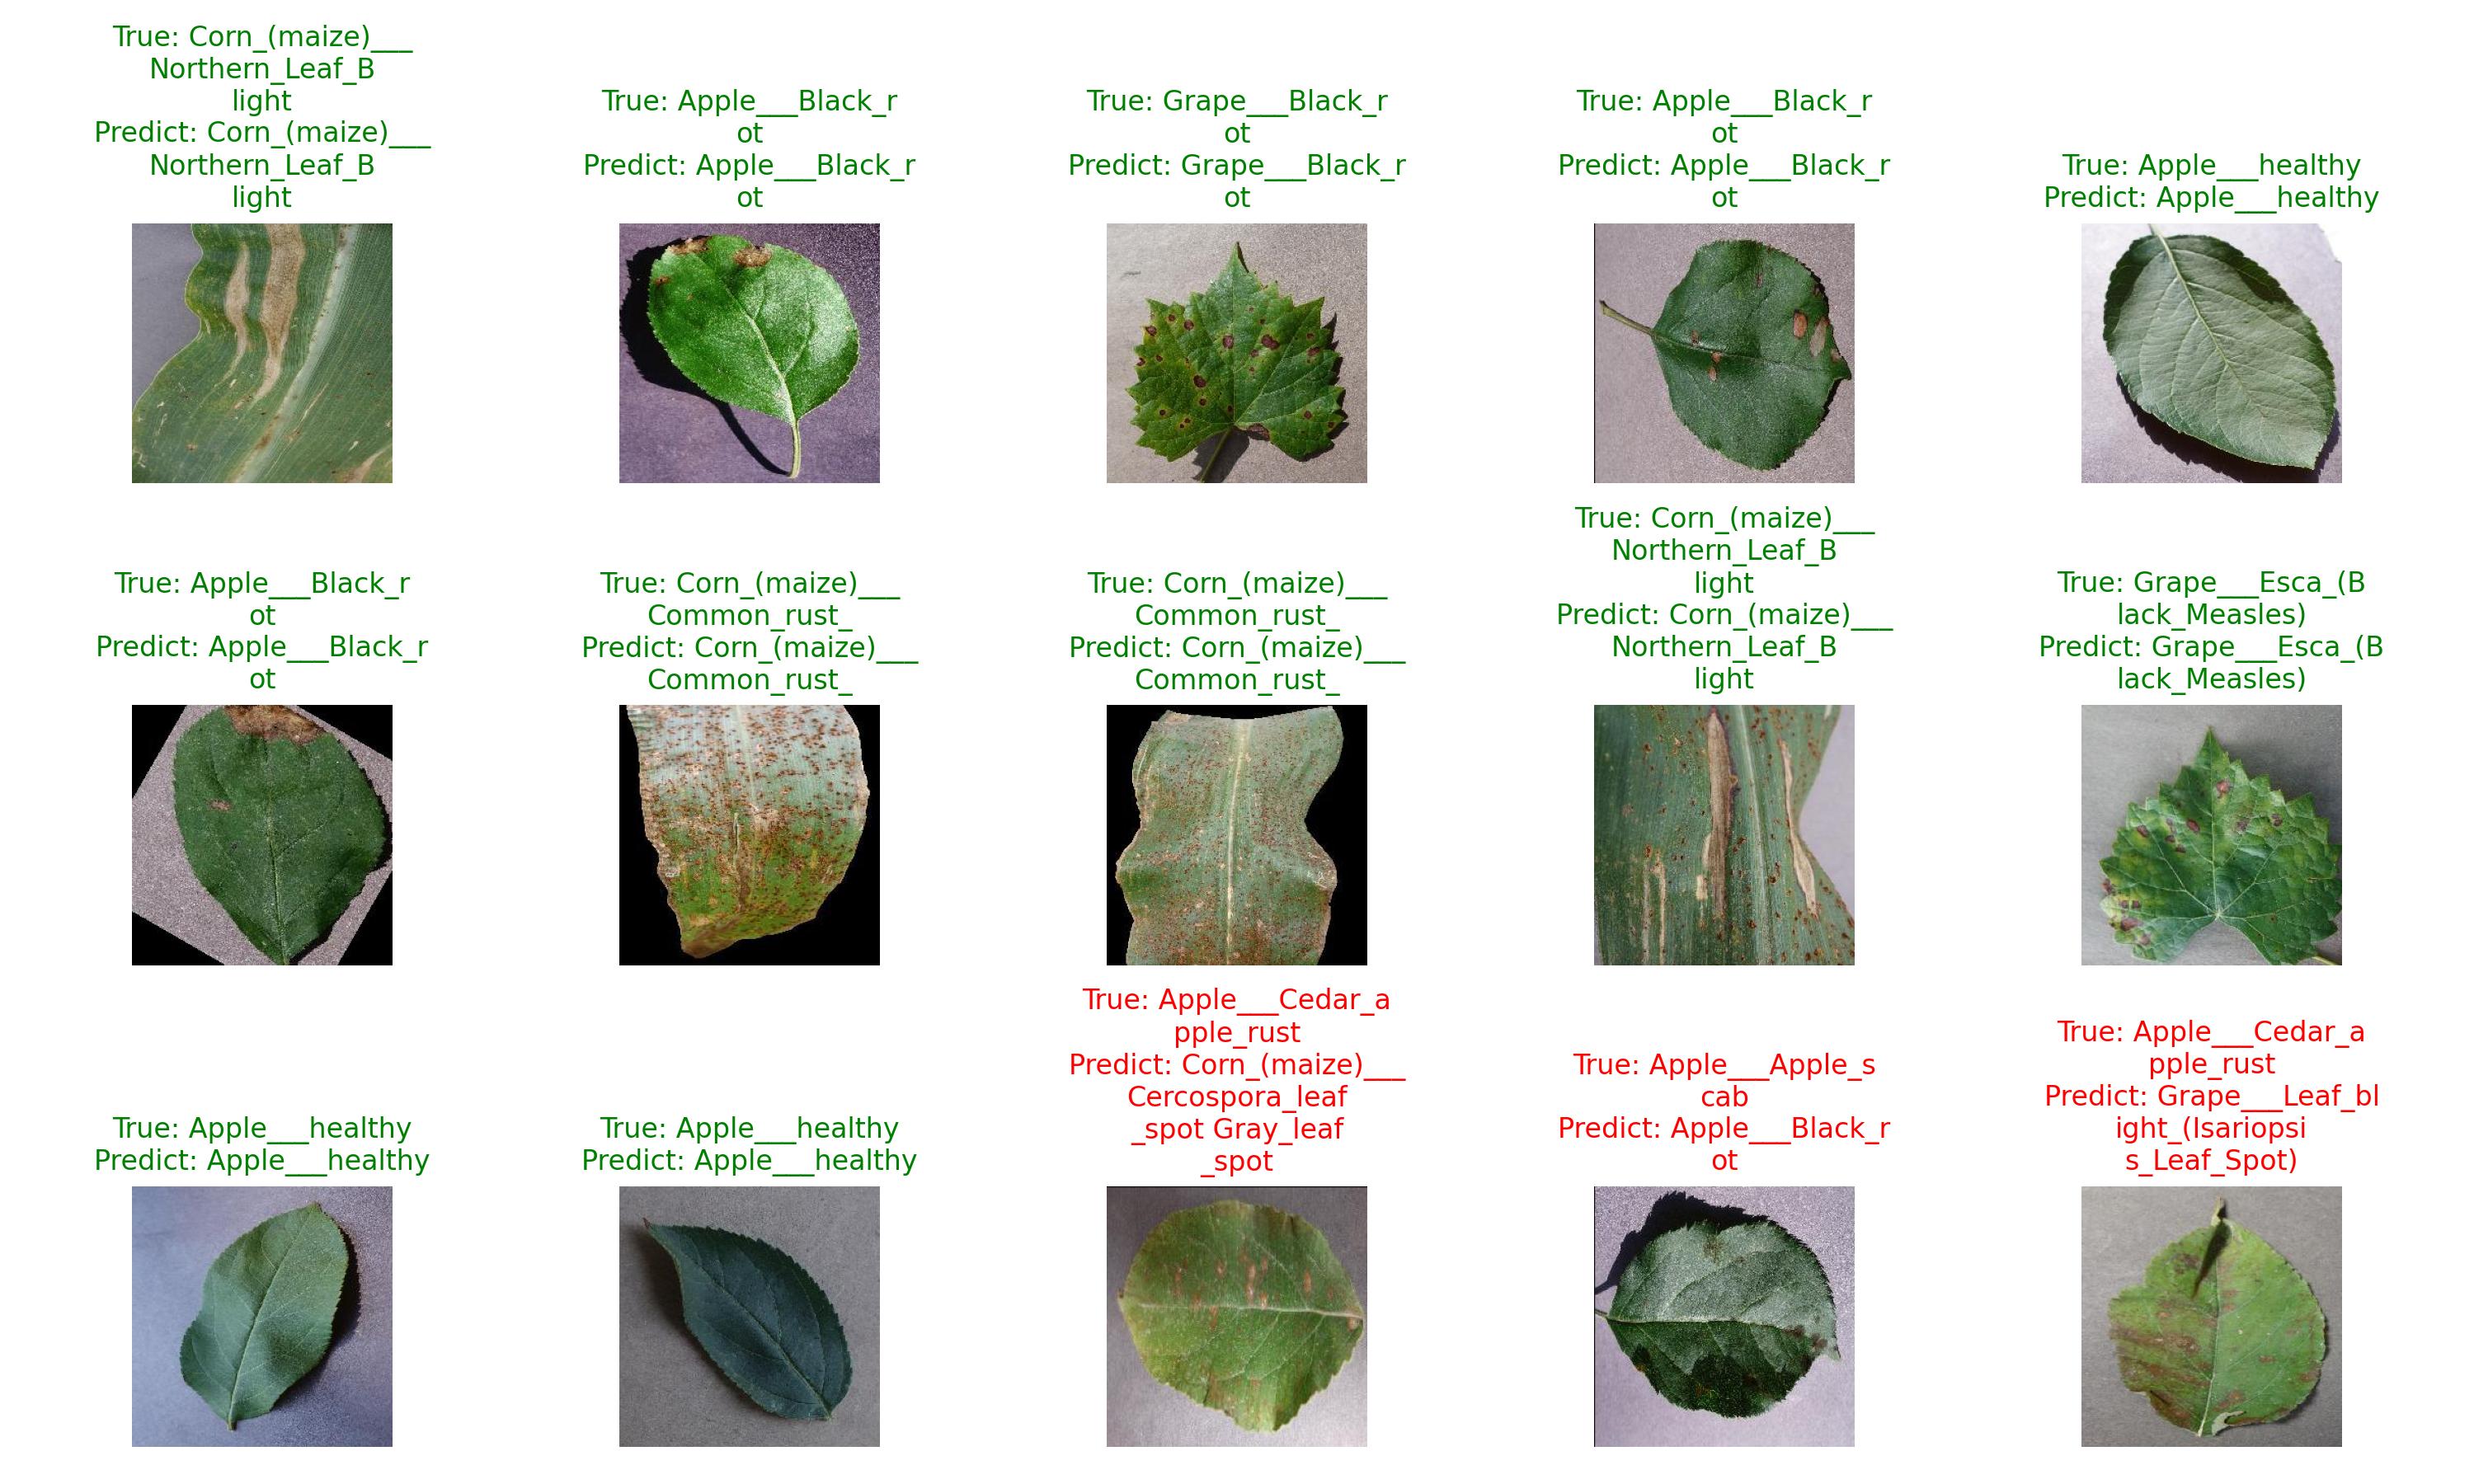 True: Corn_(maize)___
Northern_Leaf_B
light
Predict: Corn_(maize)___
Northern_Leaf_B
light
True: Apple___Black_r
ot
Predict: Apple___Black_r
ot
True: Grape___Black_r
ot
Predict: Grape___Black_r
ot
True: Apple___Black_r
ot
Predict: Apple___Black_r
ot
True: Apple___healthy
Predict: Apple___healthy
True: Apple___Black_r
ot
Predict: Apple___Black_r
ot
True: Corn_(maize)___
Common_rust_
Predict: Corn_(maize)___
Common_rust_
True: Corn_(maize)___
Common_rust_
Predict: Corn_(maize)___
Common_rust_
True: Corn_(maize)___
Northern_Leaf_B
light
Predict: Corn_(maize)___
Northern_Leaf_B
light
True: Grape___Esca_(B
lack_Measles)
Predict: Grape___Esca_(B
lack_Measles)
True: Apple___healthy
Predict: Apple___healthy
True: Apple___healthy
Predict: Apple___healthy
True: Apple___Cedar_a
pple_rust
Predict: Corn_(maize)___
Cercospora_leaf
_spot Gray_leaf
_spot
True: Apple___Apple_s
cab
Predict: Apple___Black_r
ot
True: Apple___Cedar_a
pple_rust
Predict: Grape___Leaf_bl
ight_(Isariopsi
s_Leaf_Spot)